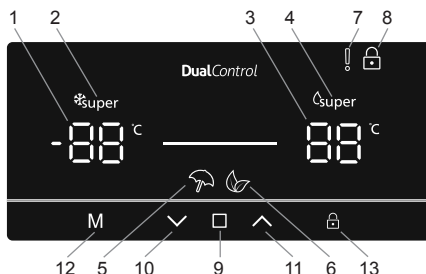 1 2 3 4 7 8
DualControl
super super
-88 °C 88 °C
M
12 5 10 9 11 6 13